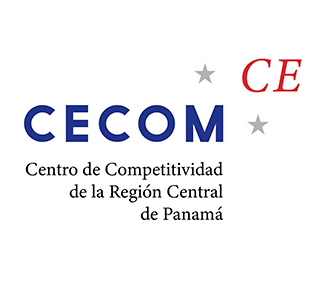 CE
CECOM
Centro de Competitividad
de la Región Central
de Panamá